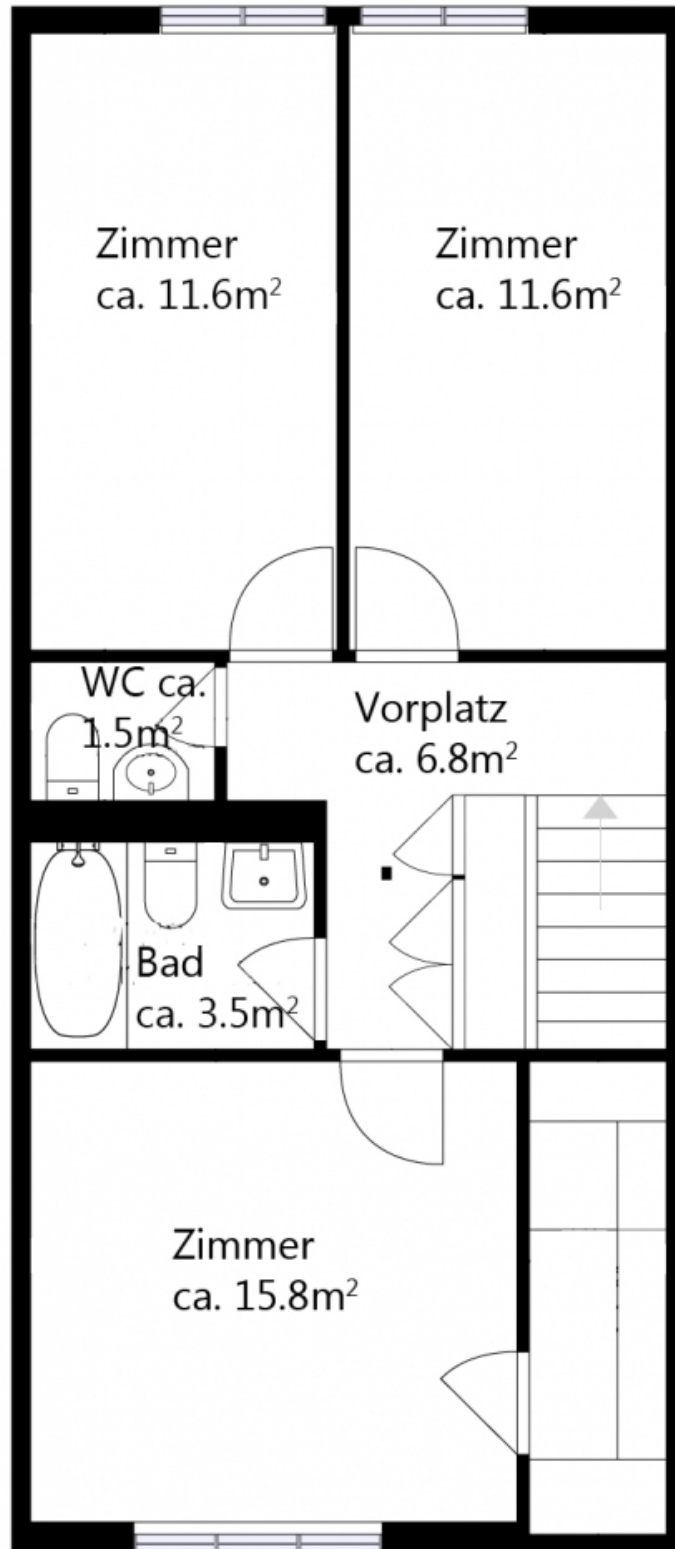 Zimmer
ca. 11.6m²
Zimmer
ca. 11.6m²
WC ca.
1.5m²
Vorplatz
ca. 6.8m²
Bad
ca. 3.5m²
Zimmer
ca. 15.8m²